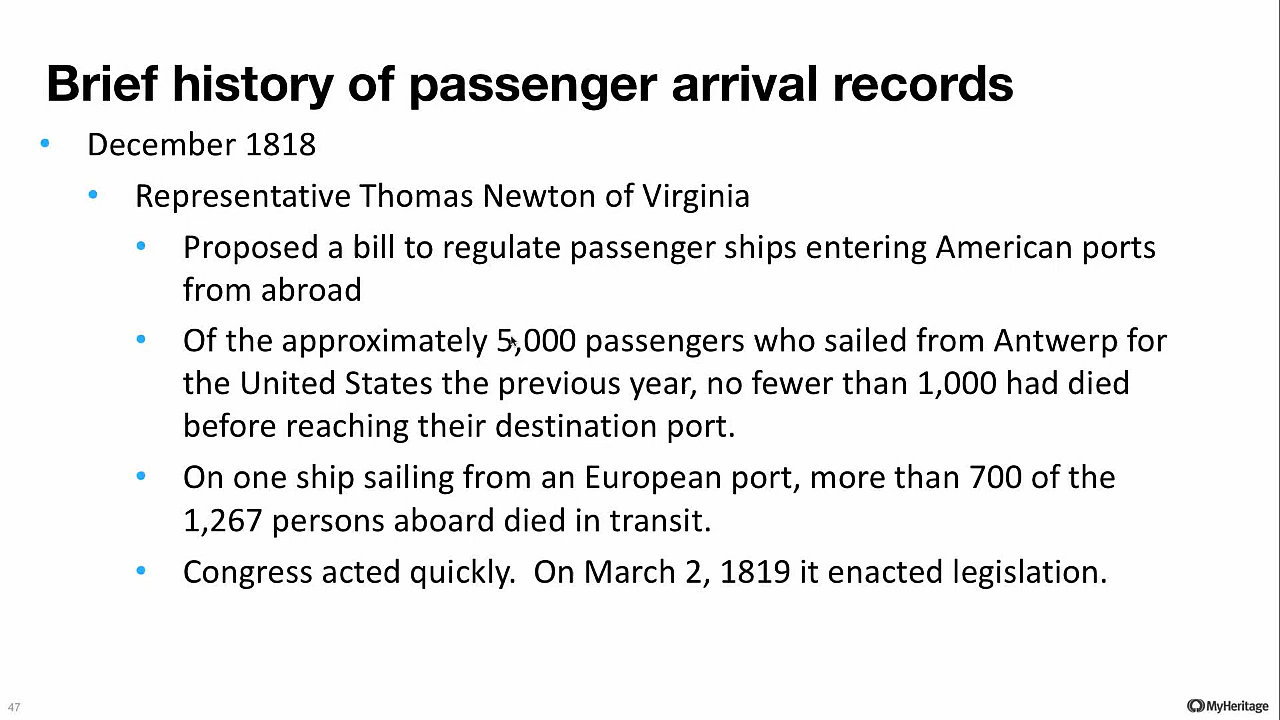 Brief history of passenger arrival records
• December 1818
• Representative Thomas Newton of Virginia
• Proposed a bill to regulate passenger ships entering American ports
from abroad
• Of the approximately 5,000 passengers who sailed from Antwerp for
the United States the previous year, no fewer than 1,000 had died
before reaching their destination port.
• On one ship sailing from an European port, more than 700 of the
1,267 persons aboard died in transit.
• Congress acted quickly.  On March 2, 1819 it enacted legislation.
47
MyHeritage